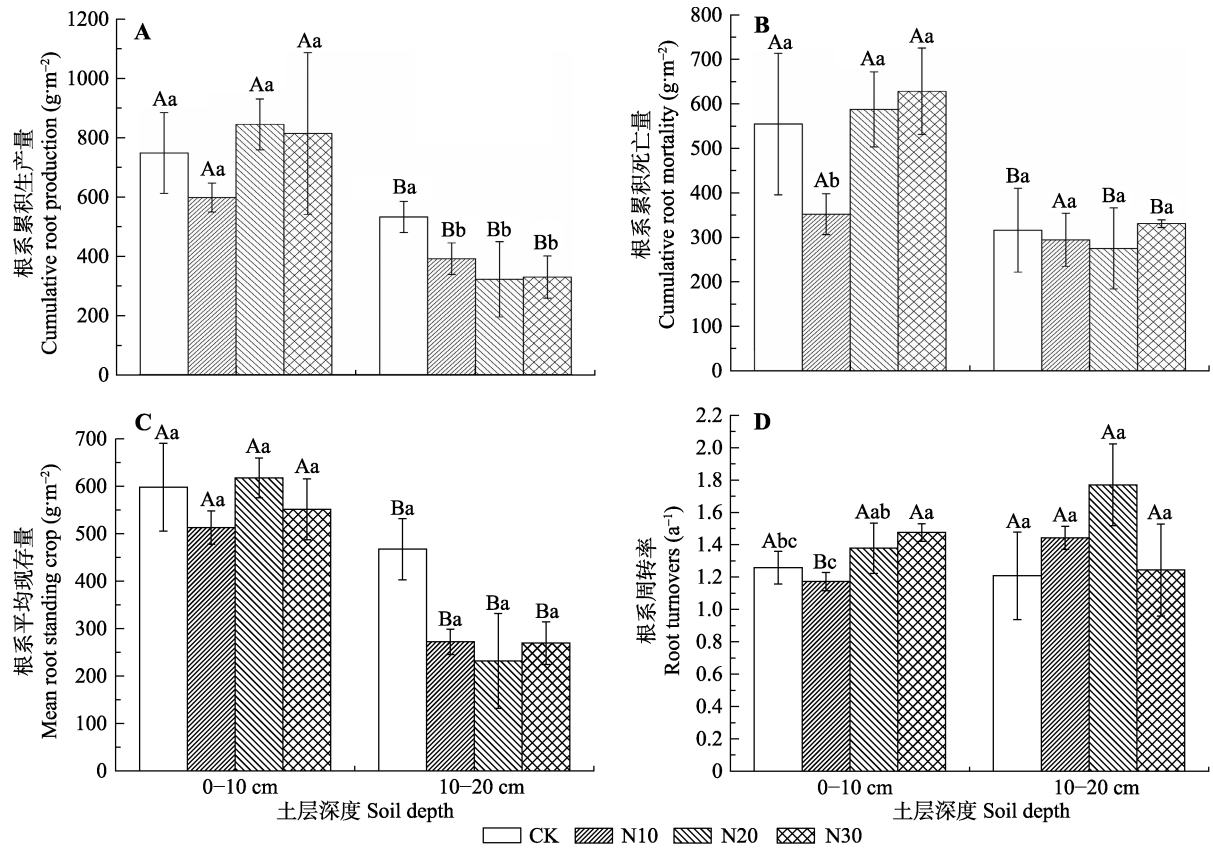 A
根系累积生产量
Cumulative root production (g·m⁻²)
1200
1000
800
600
400
200
0
Aa
Aa
Aa
Aa
Ba
Bb
Bb
Bb
B
根系累积死亡量
Cumulative root mortality (g·m⁻²)
800
700
600
500
400
300
200
100
0
Aa
Ab
Aa
Aa
Ba
Aa
Ba
Ba
C
根系平均现存量
Mean root standing crop (g·m⁻²)
700
600
500
400
300
200
100
0
Aa
Aa
Aa
Aa
Ba
Ba
Ba
Ba
0−10 cm
10−20 cm
土层深度 Soil depth
D
根系周转率
Root turnovers (a⁻¹)
2.2
2.0
1.8
1.6
1.4
1.2
1.0
0.8
0.6
0.4
0.2
0
Abc
Bc
Aab
Aa
Aa
Aa
Aa
Aa
0−10 cm
10−20 cm
土层深度 Soil depth
CK N10 N20 N30